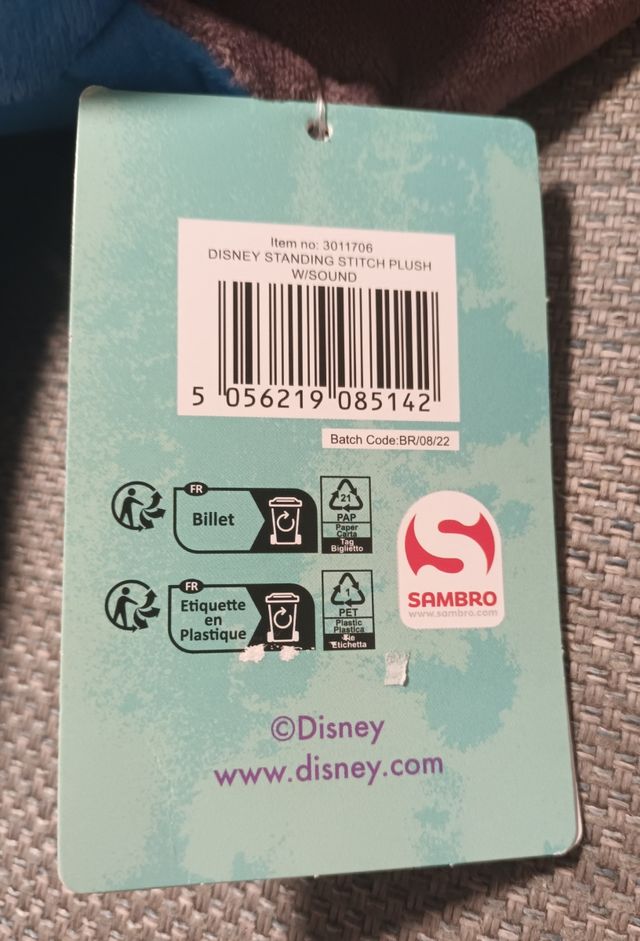 Item no: 3011706
DISNEY STANDING STITCH PLUSH
W/SOUND
5 056219 085142
Batch Code:BR/08/22
FR
Billet
21
PAP
Paper
Carta
Tag
Biglietto
FR
Etiquette
en
Plastique
1
PET
Plastic
Plastica
Etichetta
SAMBRO
www.sambro.com
©Disney
www.disney.com